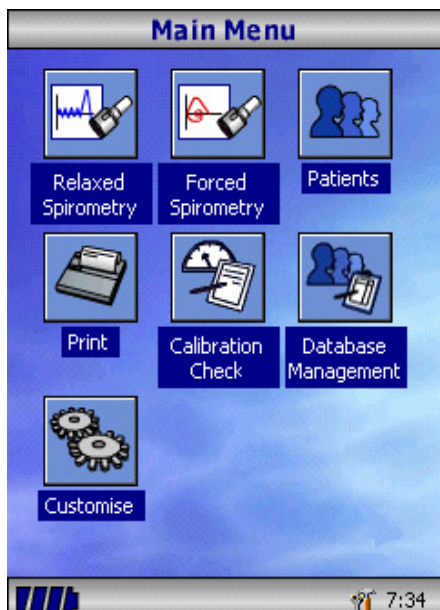 Main Menu
Relaxed
Spirometry
Forced
Spirometry
Patients
Print
Calibration
Check
Database
Management
Customise
7:34